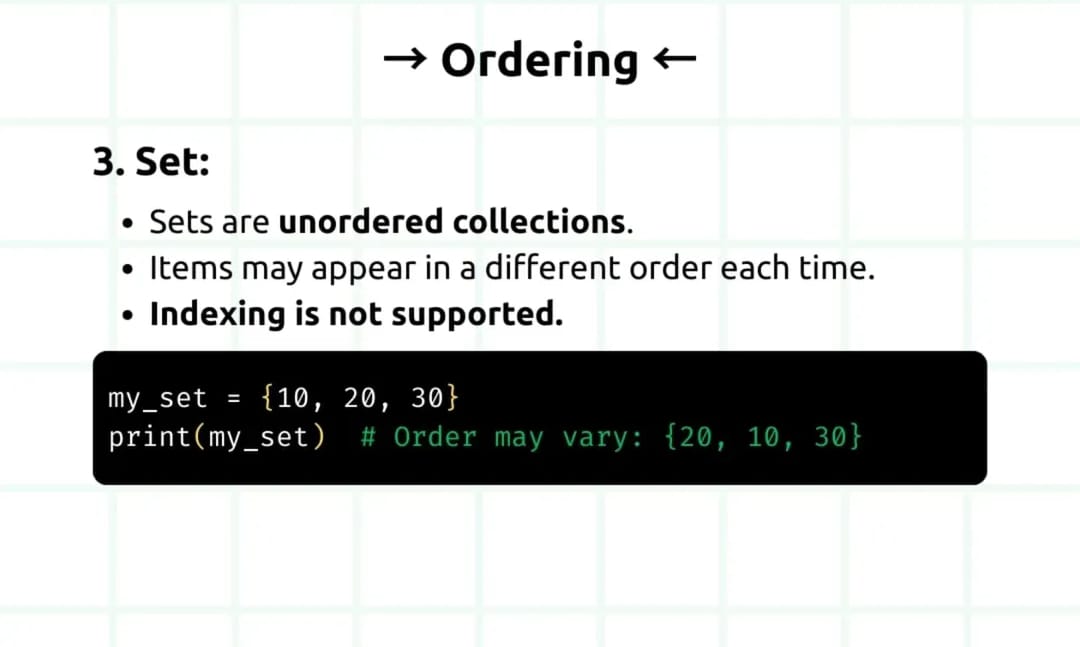 → Ordering ←
3. Set:
• Sets are unordered collections.
• Items may appear in a different order each time.
• Indexing is not supported.
my_set = {10, 20, 30}
print(my_set)  # Order may vary: {20, 10, 30}